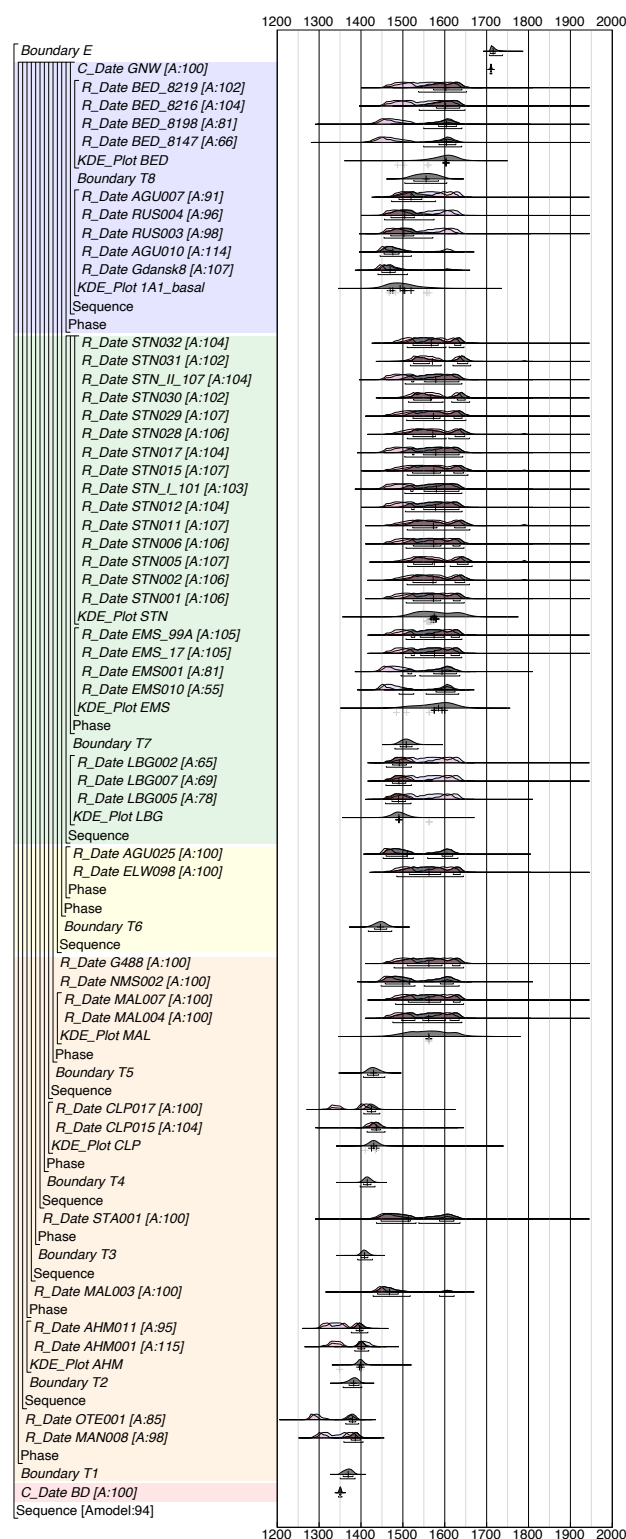 1200 1300 1400 1500 1600 1700 1800 1900 2000
Boundary E
C_Date GNW [A:100]
R_Date BED_8219 [A:102]
R_Date BED_8216 [A:104]
R_Date BED_8198 [A:81]
R_Date BED_8147 [A:66]
KDE_Plot BED
Boundary T8
R_Date AGU007 [A:91]
R_Date RUS004 [A:96]
R_Date RUS003 [A:98]
R_Date AGU010 [A:114]
R_Date Gdansk8 [A:107]
KDE_Plot 1A1_basal
Sequence
Phase
R_Date STN032 [A:104]
R_Date STN031 [A:102]
R_Date STN_II_107 [A:104]
R_Date STN030 [A:102]
R_Date STN029 [A:107]
R_Date STN028 [A:106]
R_Date STN017 [A:104]
R_Date STN015 [A:107]
R_Date STN_I_101 [A:103]
R_Date STN012 [A:104]
R_Date STN011 [A:107]
R_Date STN006 [A:106]
R_Date STN005 [A:107]
R_Date STN002 [A:106]
R_Date STN001 [A:106]
KDE_Plot STN
R_Date EMS_99A [A:105]
R_Date EMS_17 [A:105]
R_Date EMS001 [A:81]
R_Date EMS010 [A:55]
KDE_Plot EMS
Phase
Boundary T7
R_Date LBG002 [A:65]
R_Date LBG007 [A:69]
R_Date LBG005 [A:78]
KDE_Plot LBG
Sequence
R_Date AGU025 [A:100]
R_Date ELW098 [A:100]
Phase
Phase
Boundary T6
Sequence
R_Date G488 [A:100]
R_Date NMS002 [A:100]
R_Date MAL007 [A:100]
R_Date MAL004 [A:100]
KDE_Plot MAL
Phase
Boundary T5
Sequence
R_Date CLP017 [A:100]
R_Date CLP015 [A:104]
KDE_Plot CLP
Phase
Boundary T4
Sequence
R_Date STA001 [A:100]
Phase
Boundary T3
Sequence
R_Date MAL003 [A:100]
Phase
R_Date AHM011 [A:95]
R_Date AHM001 [A:115]
KDE_Plot AHM
Boundary T2
Sequence
R_Date OTE001 [A:85]
R_Date MAN008 [A:98]
Phase
Boundary T1
C_Date BD [A:100]
Sequence [Amodel:94]
1200 1300 1400 1500 1600 1700 1800 1900 2000